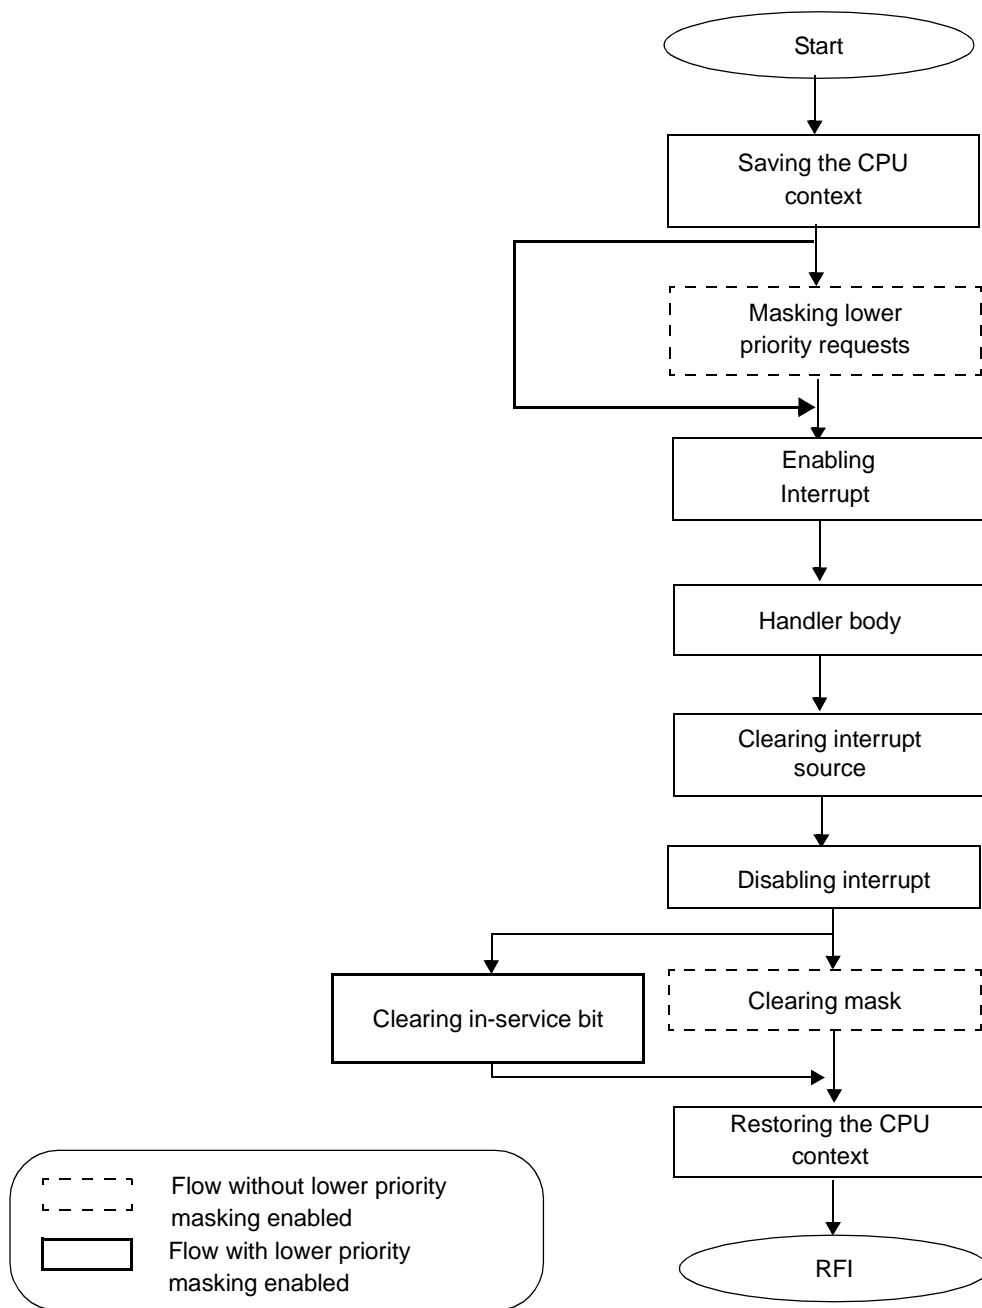 Start
Saving the CPU
context
Masking lower
priority requests
Enabling
Interrupt
Handler body
Clearing interrupt
source
Disabling interrupt
Clearing in-service bit
Clearing mask
Restoring the CPU
context
RFI
Flow without lower priority
masking enabled
Flow with lower priority
masking enabled